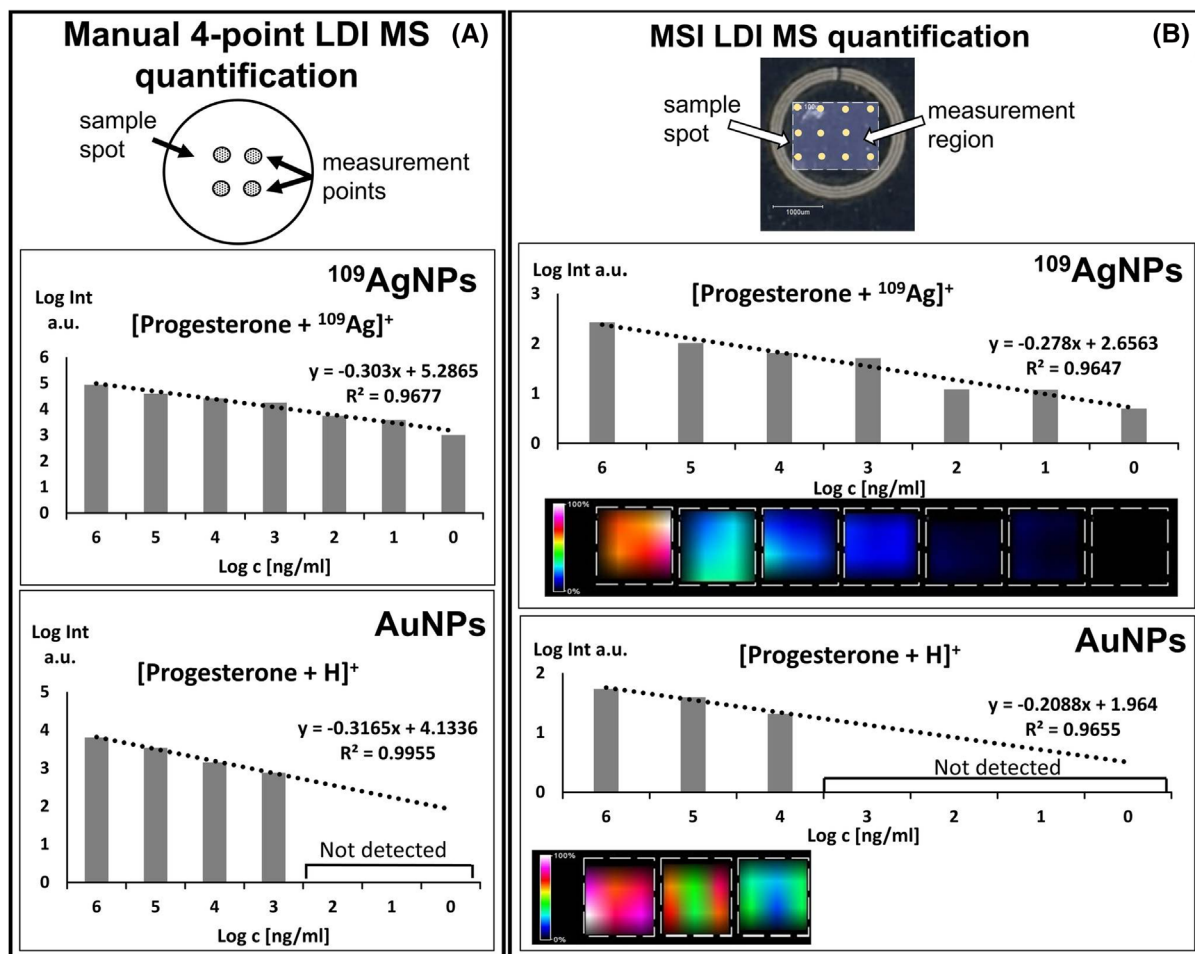 Manual 4-point LDI MS (A)
quantification
sample
spot
measurement
points
109AgNPs
Log Int
a.u.
[Progesterone + 109Ag]+
y = -0.303x + 5.2865
R² = 0.9677
6
5
4
3
2
1
0
6 5 4 3 2 1 0
Log c [ng/ml]
AuNPs
Log Int
a.u.
[Progesterone + H]+
y = -0.3165x + 4.1336
R² = 0.9955
5
4
3
2
1
0
Not detected
6 5 4 3 2 1 0
Log c [ng/ml]
MSI LDI MS quantification (B)
sample
spot
measurement
region
1000um
109AgNPs
Log Int a.u.
[Progesterone + 109Ag]+
y = -0.278x + 2.6563
R² = 0.9647
3
2
1
0
6 5 4 3 2 1 0
Log c [ng/ml]
100%
0%
AuNPs
Log Int a.u.
[Progesterone + H]+
y = -0.2088x + 1.964
R² = 0.9655
2
1
0
Not detected
6 5 4 3 2 1 0
Log c [ng/ml]
100%
0%